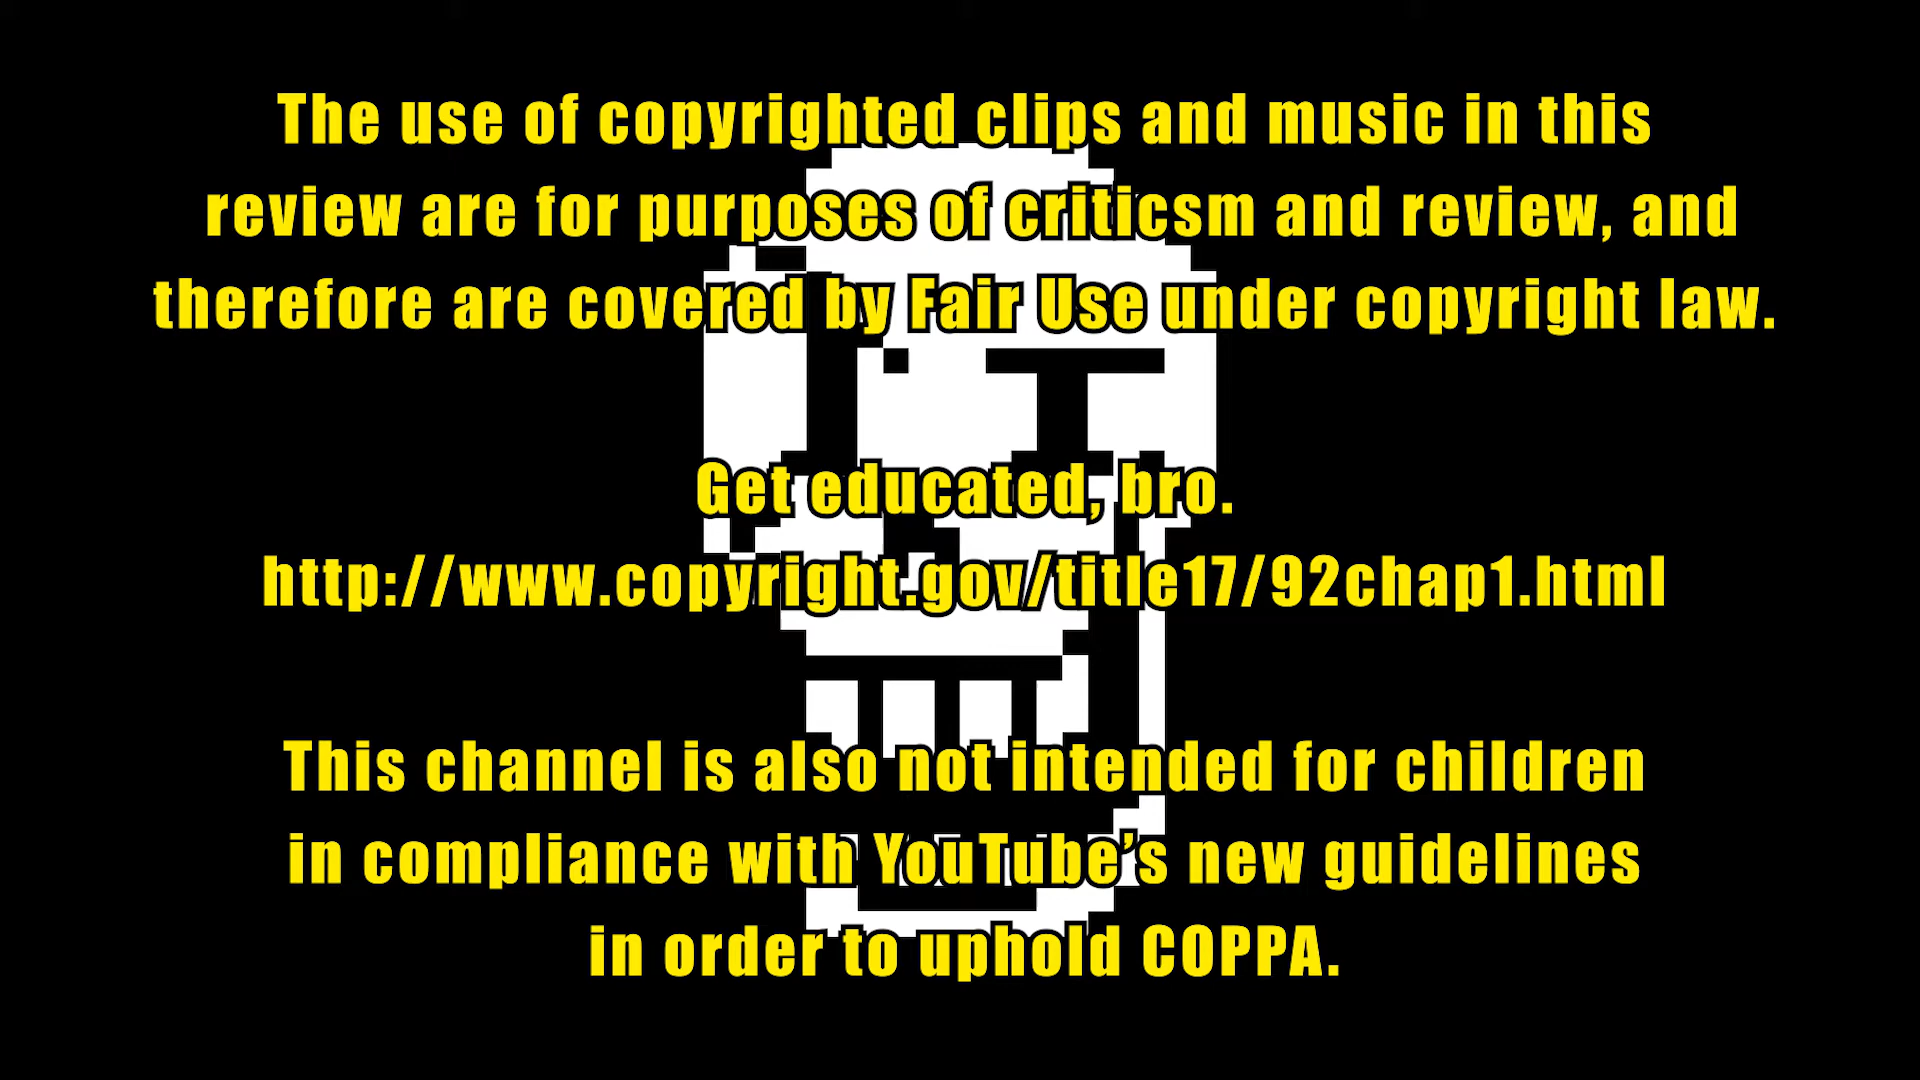 The use of copyrighted clips and music in this
review are for purposes of criticsm and review, and
therefore are covered by Fair Use under copyright law.
Get educated, bro.
http://www.copyright.gov/title17/92chap1.html
This channel is also not intended for children
in compliance with YouTube’s new guidelines
in order to uphold COPPA.